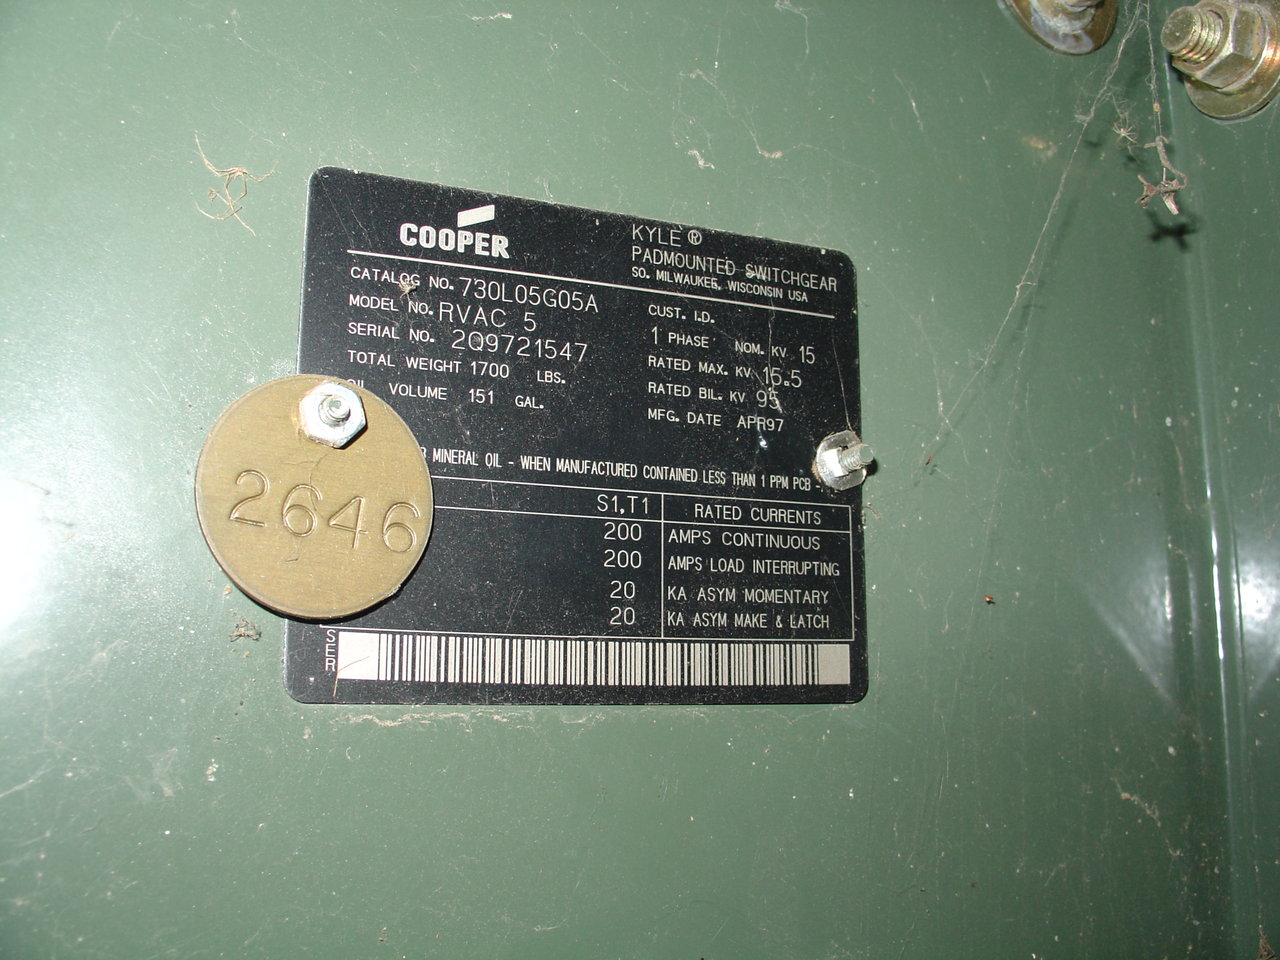 COOPER
KYLE ®
PADMOUNTED SWITCHGEAR
SO. MILWAUKEE, WISCONSIN USA
CATALOG NO. 730L05G05A
MODEL NO. RVAC 5
SERIAL NO. 2Q9721547
TOTAL WEIGHT 1700 LBS.
VOLUME 151 GAL.
CUST. I.D.
1 PHASE NOM. KV 15
RATED MAX. KV 15.5
RATED BIL. KV 95
MFG. DATE APR97
MINERAL OIL - WHEN MANUFACTURED CONTAINED LESS THAN 1 PPM PCB -
S1,T1 RATED CURRENTS
200 AMPS CONTINUOUS
200 AMPS LOAD INTERRUPTING
20 KA ASYM MOMENTARY
20 KA ASYM MAKE & LATCH
SER
2646